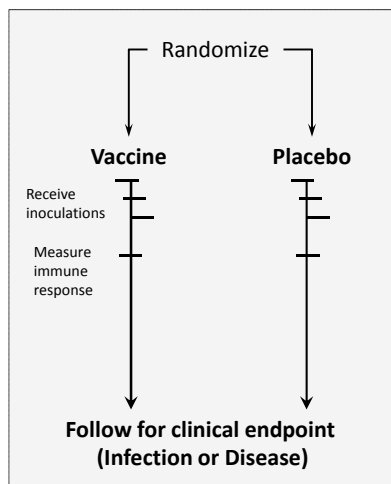 Randomize
Vaccine
Placebo
Receive
inoculations
Measure
immune
response
Follow for clinical endpoint
(Infection or Disease)